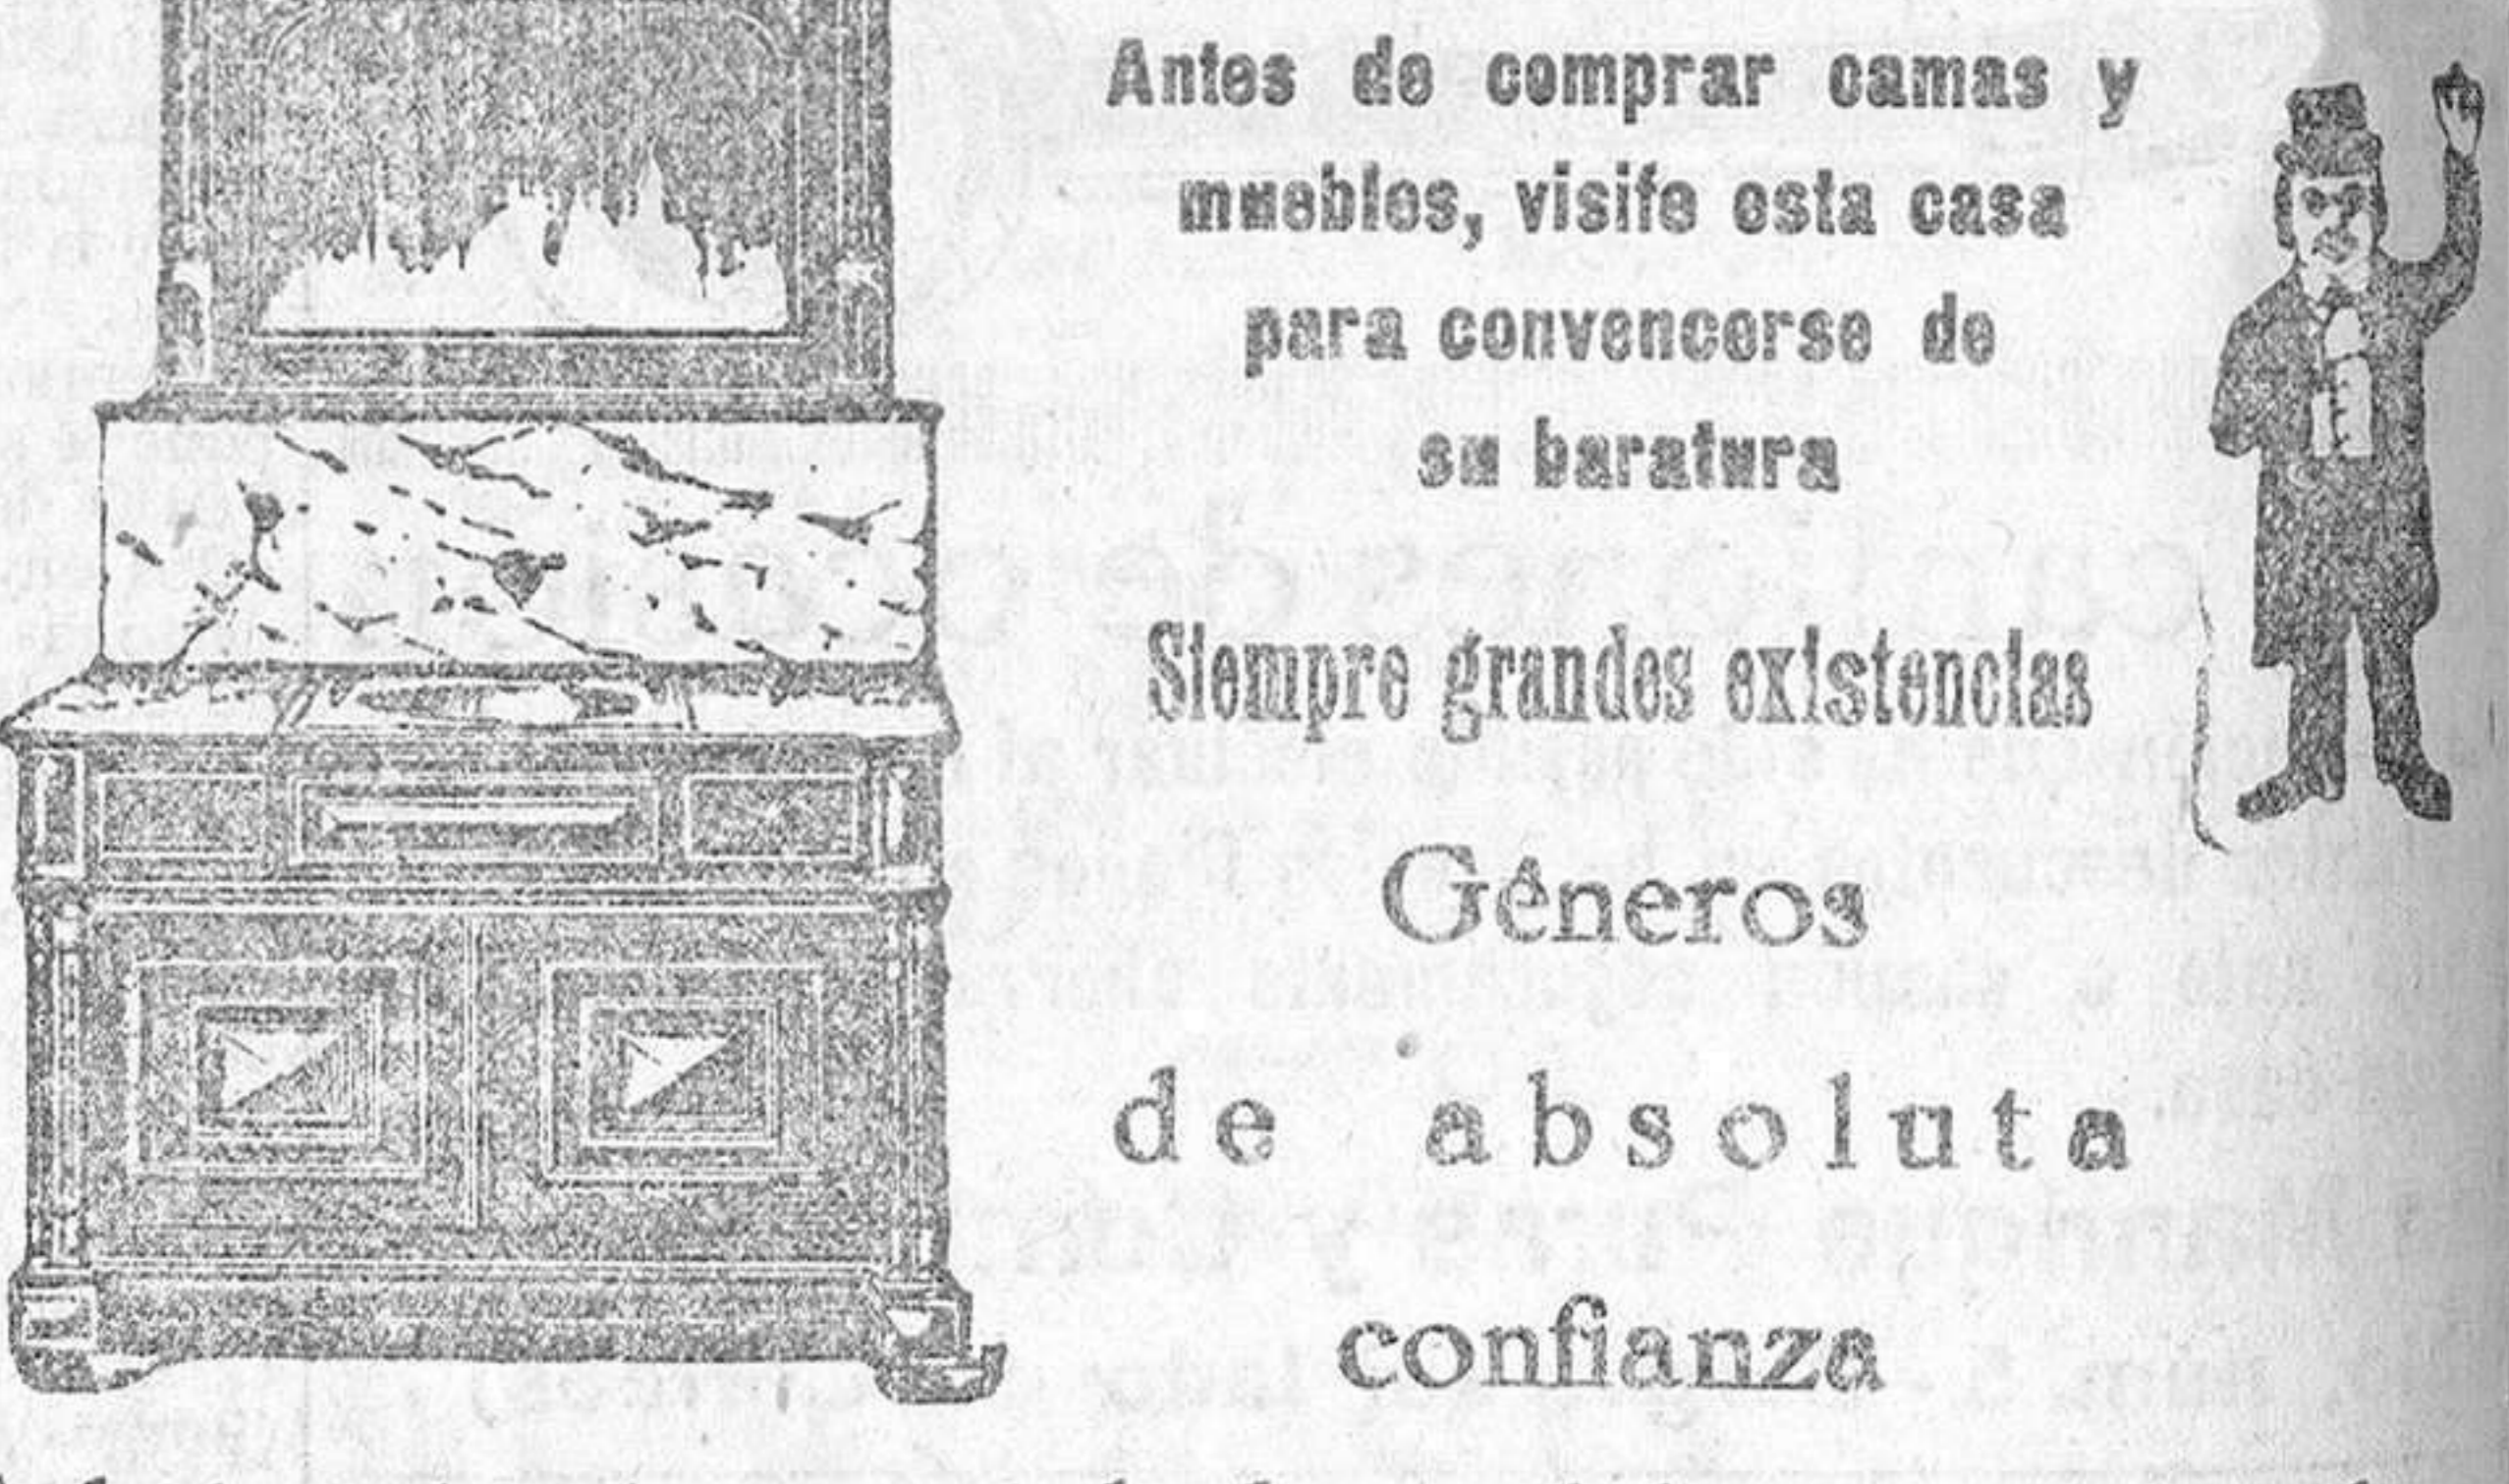 Antes de comprar camas y
muebles, visite esta casa
para convencerse de
su baratura
Siempre grandes existencias
Géneros
de absoluta
confianza